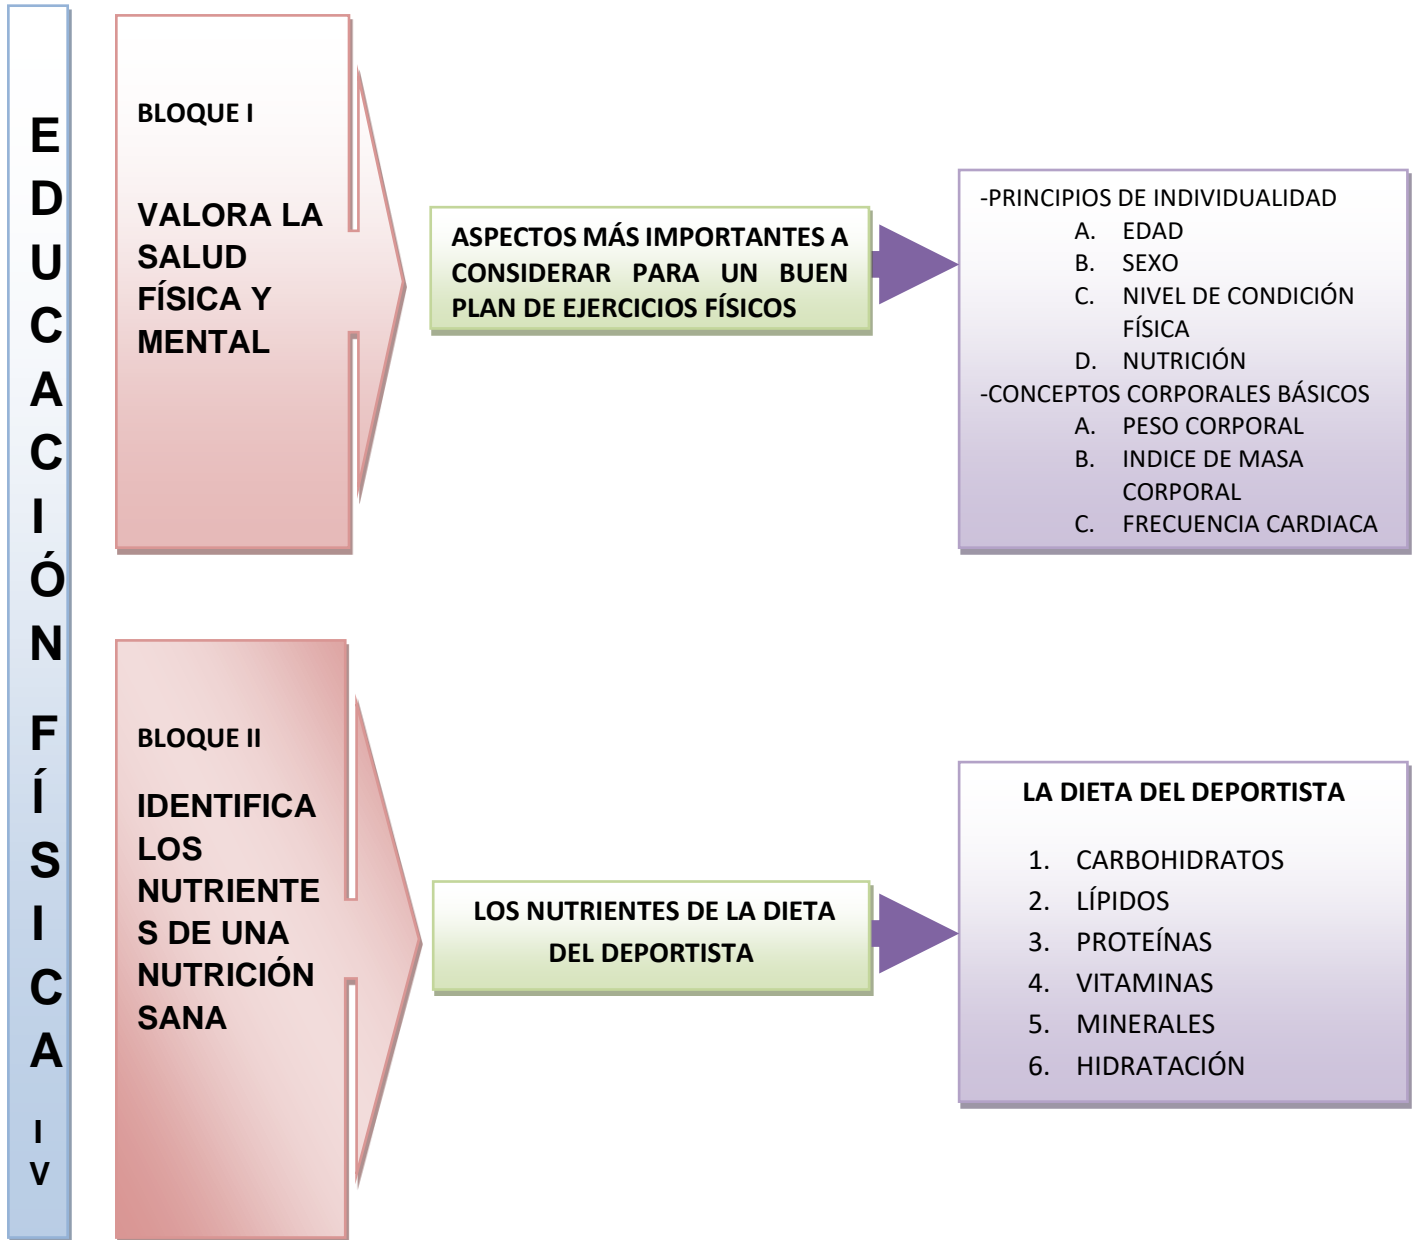 E
D
U
C
A
C
I
Ó
N
F
Í
S
I
C
A
I
V
BLOQUE I
VALORA LA
SALUD
FÍSICA Y
MENTAL
ASPECTOS MÁS IMPORTANTES A
CONSIDERAR PARA UN BUEN
PLAN DE EJERCICIOS FÍSICOS
-PRINCIPIOS DE INDIVIDUALIDAD
A. EDAD
B. SEXO
C. NIVEL DE CONDICIÓN
FÍSICA
D. NUTRICIÓN
-CONCEPTOS CORPORALES BÁSICOS
A. PESO CORPORAL
B. INDICE DE MASA
CORPORAL
C. FRECUENCIA CARDIACA
BLOQUE II
IDENTIFICA
LOS
NUTRIENTE
S DE UNA
NUTRICIÓN
SANA
LOS NUTRIENTES DE LA DIETA
DEL DEPORTISTA
LA DIETA DEL DEPORTISTA
1. CARBOHIDRATOS
2. LÍPIDOS
3. PROTEÍNAS
4. VITAMINAS
5. MINERALES
6. HIDRATACIÓN